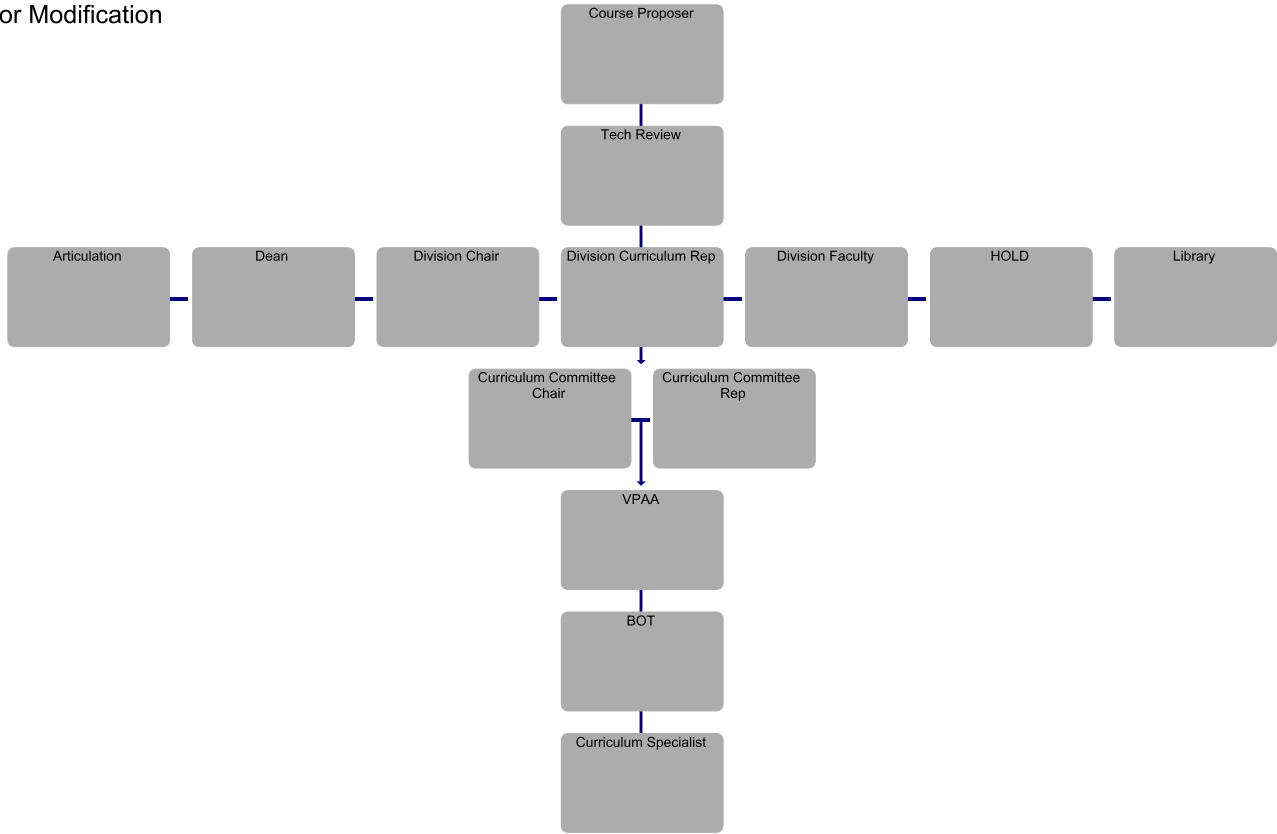 or Modification
Course Proposer
Tech Review
Articulation
Dean
Division Chair
Division Curriculum Rep
Division Faculty
HOLD
Library
Curriculum Committee
Chair
Curriculum Committee
Rep
VPAA
BOT
Curriculum Specialist